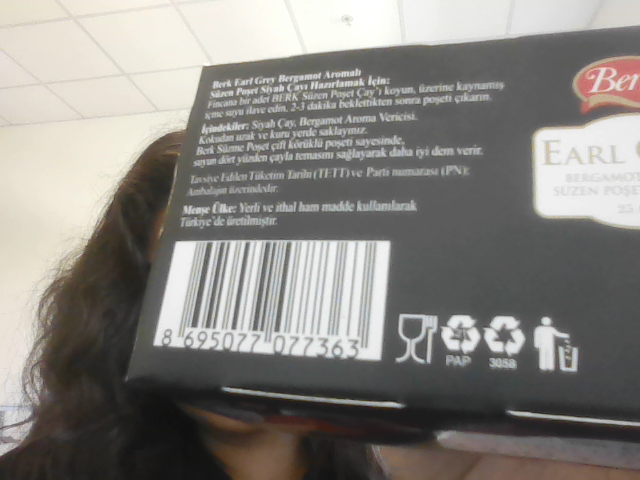 Berk Earl Grey Bergamot Aromalı
Süzen Poşet Siyah Çayı Hazırlamak İçin:
Fincana bir adet BERK Süzen Poşet Çay'ı koyun, üzerine kaynamış
içme suyu ilave edin, 2-3 dakika beklettikten sonra poşeti çıkarın.
İçindekiler: Siyah Çay, Bergamot Aroma Vericisi.
Kokudan uzak ve kuru yerde saklayınız.
Berk Süzme Poşet çift körüklü poşeti sayesinde,
suyun dört yüzden çayla temasını sağlayarak daha iyi dem verir.
Tavsiye Edilen Tüketim Tarihi (TETT) ve Parti numarası (PN):
Ambalajın üzerindedir.
Menşe Ülke: Yerli ve ithal ham madde kullanılarak
Türkiye'de üretilmiştir.
8 695077 077363
PAP
3058
Ber
EARL
BERGAMOT
SÜZEN POŞE